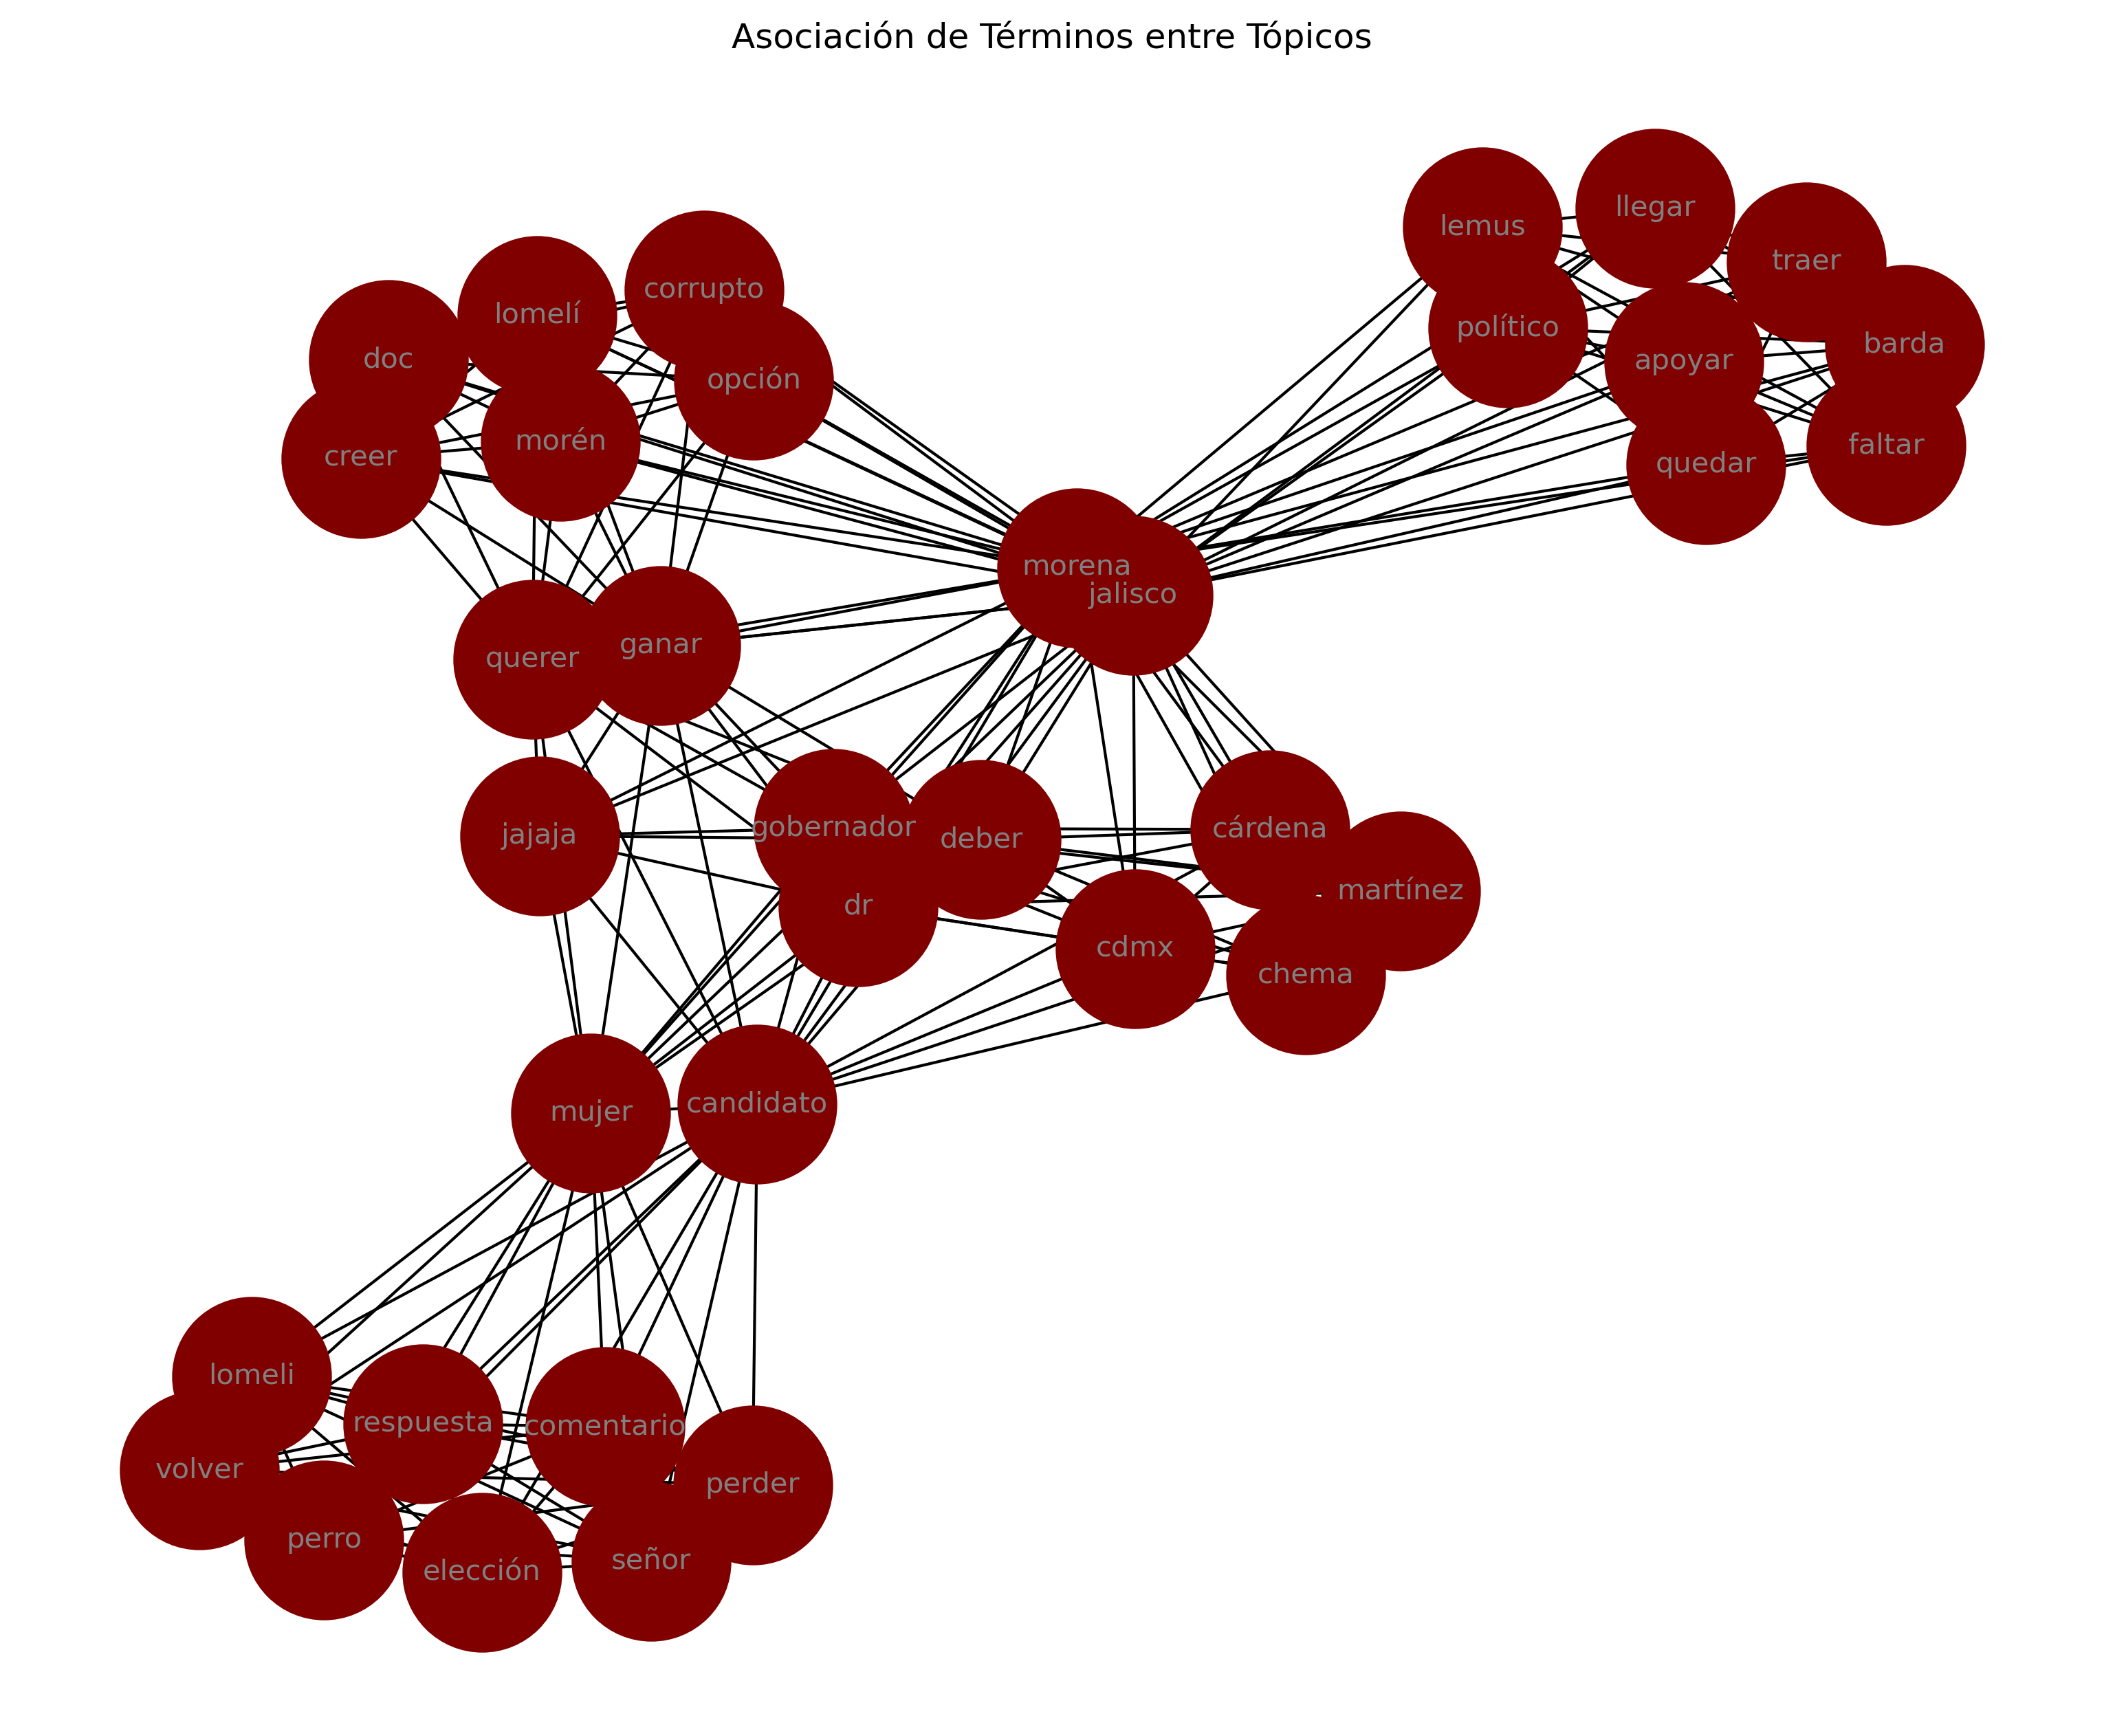 Asociación de Términos entre Tópicos
llegar
lemus
traer
corrupto
lomelí
político
barda
doc
apoyar
opción
morén
faltar
creer
quedar
morena
jalisco
ganar
querer
gobernador
cárdena
jajaja
deber
martínez
dr
cdmx
chema
candidato
mujer
lomeli
respuesta
comentario
volver
perder
perro
señor
elección